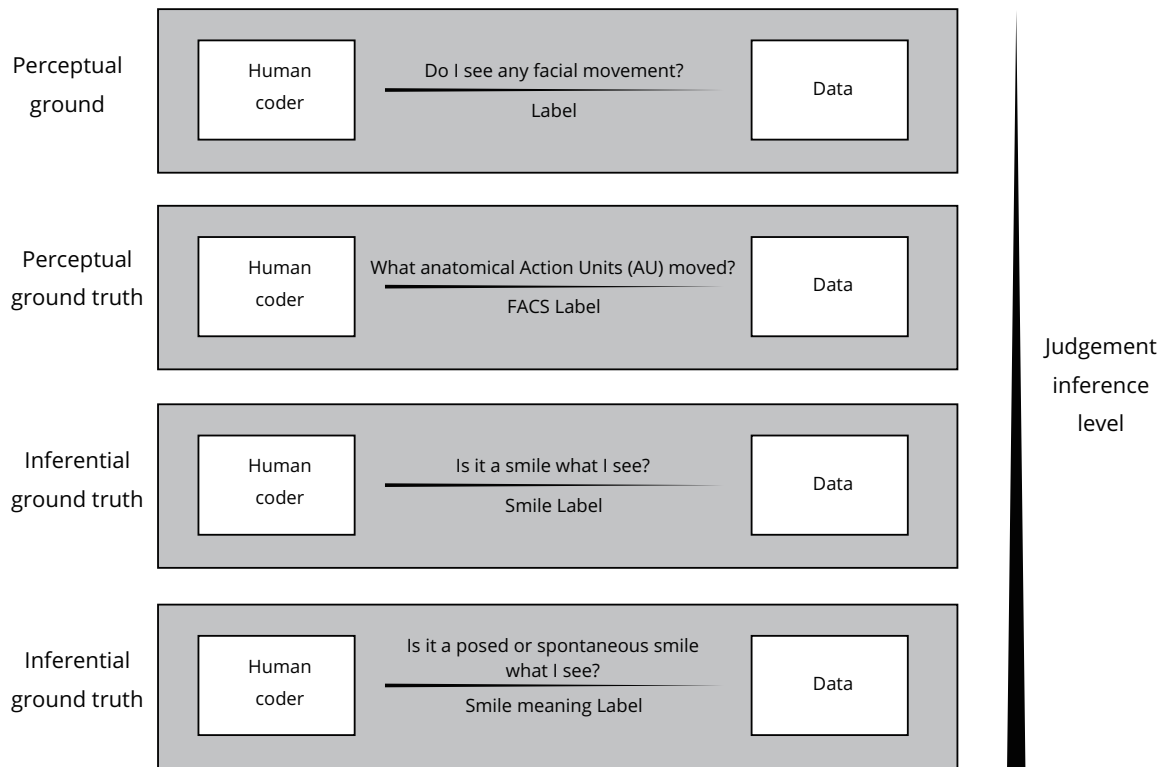 Perceptual
ground
Human
coder
Do I see any facial movement?
Label
Data
Perceptual
ground truth
Human
coder
What anatomical Action Units (AU) moved?
FACS Label
Data
Judgement
inference
level
Inferential
ground truth
Human
coder
Is it a smile what I see?
Smile Label
Data
Inferential
ground truth
Human
coder
Is it a posed or spontaneous smile
what I see?
Smile meaning Label
Data